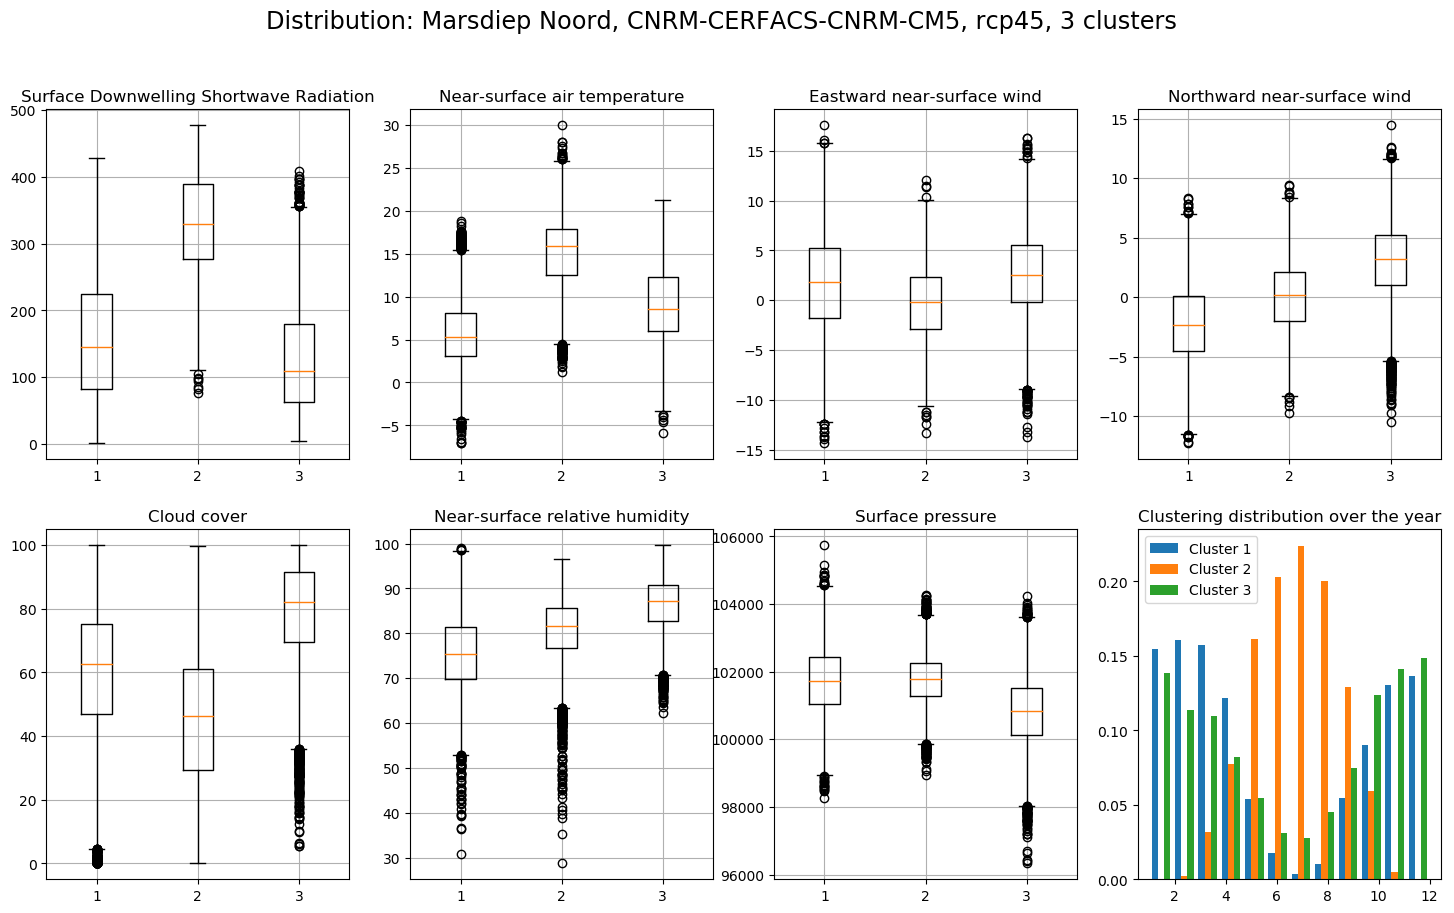 Distribution: Marsdiep Noord, CNRM-CERFACS-CNRM-CM5, rcp45, 3 clusters
Surface Downwelling Shortwave Radiation
500
400
300
200
100
0
1 2 3
Near-surface air temperature
30
25
20
15
10
5
0
−5
1 2 3
Eastward near-surface wind
15
10
5
0
−5
−10
−15
1 2 3
Northward near-surface wind
15
10
5
0
−5
−10
1 2 3
Cloud cover
100
80
60
40
20
0
1 2 3
Near-surface relative humidity
100
90
80
70
60
50
40
30
1 2 3
Surface pressure
106000
104000
102000
100000
98000
96000
1 2 3
Clustering distribution over the year
Cluster 1
Cluster 2
Cluster 3
0.20
0.15
0.10
0.05
0.00
2 4 6 8 10 12